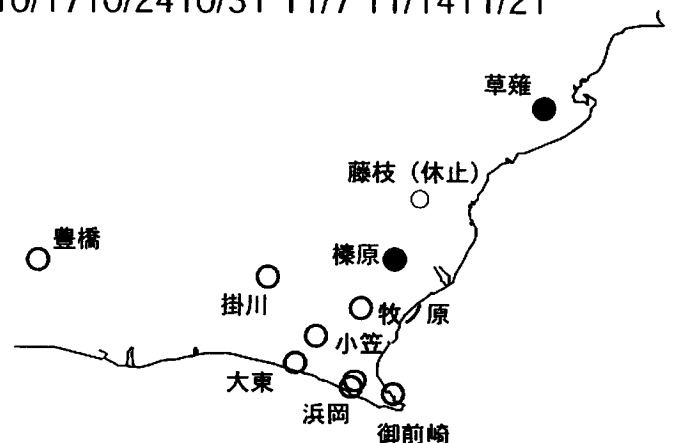 10/17 10/24 10/31 11/7 11/14 11/21
草薙
藤枝（休止）
豊橋
榛原
掛川
牧ノ原
小笠
大東
浜岡
御前崎